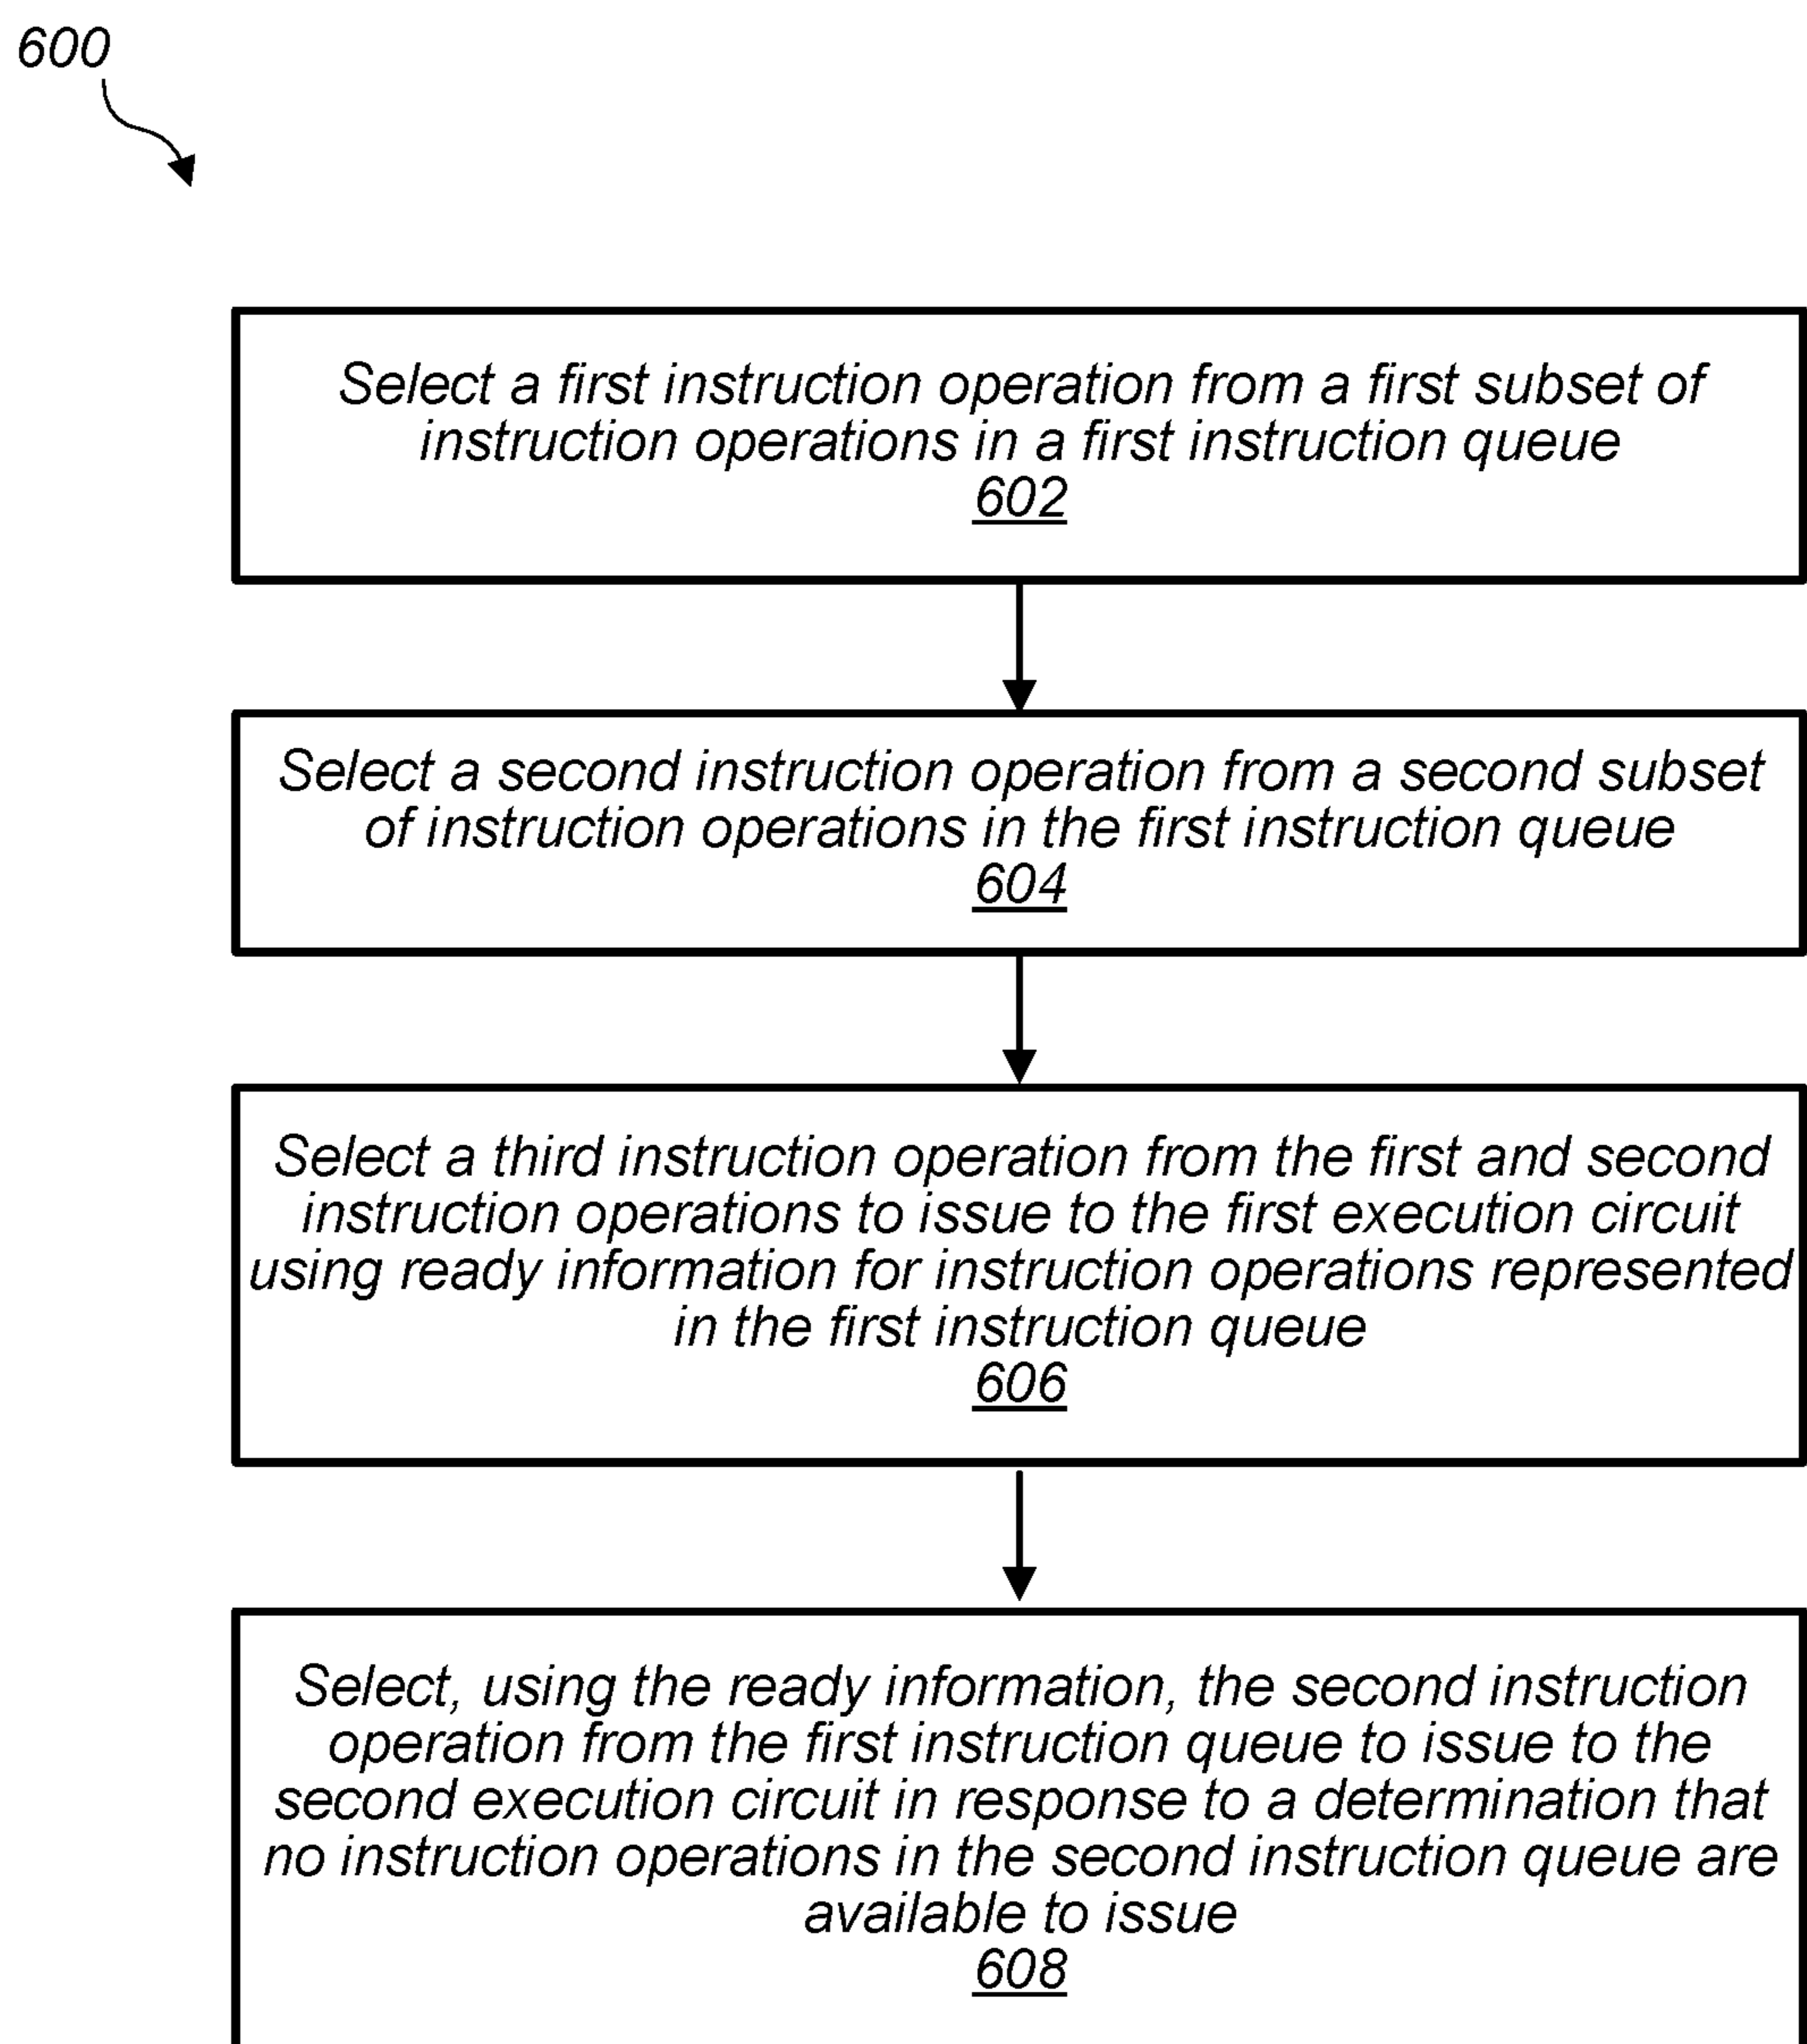 600
Select a first instruction operation from a first subset of
instruction operations in a first instruction queue
602
Select a second instruction operation from a second subset
of instruction operations in the first instruction queue
604
Select a third instruction operation from the first and second
instruction operations to issue to the first execution circuit
using ready information for instruction operations represented
in the first instruction queue
606
Select, using the ready information, the second instruction
operation from the first instruction queue to issue to the
second execution circuit in response to a determination that
no instruction operations in the second instruction queue are
available to issue
608